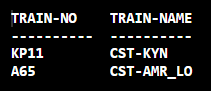 TRAIN-NO TRAIN-NAME
---------- ----------
KP11 CST-KYN
A65 CST-AMR_LO